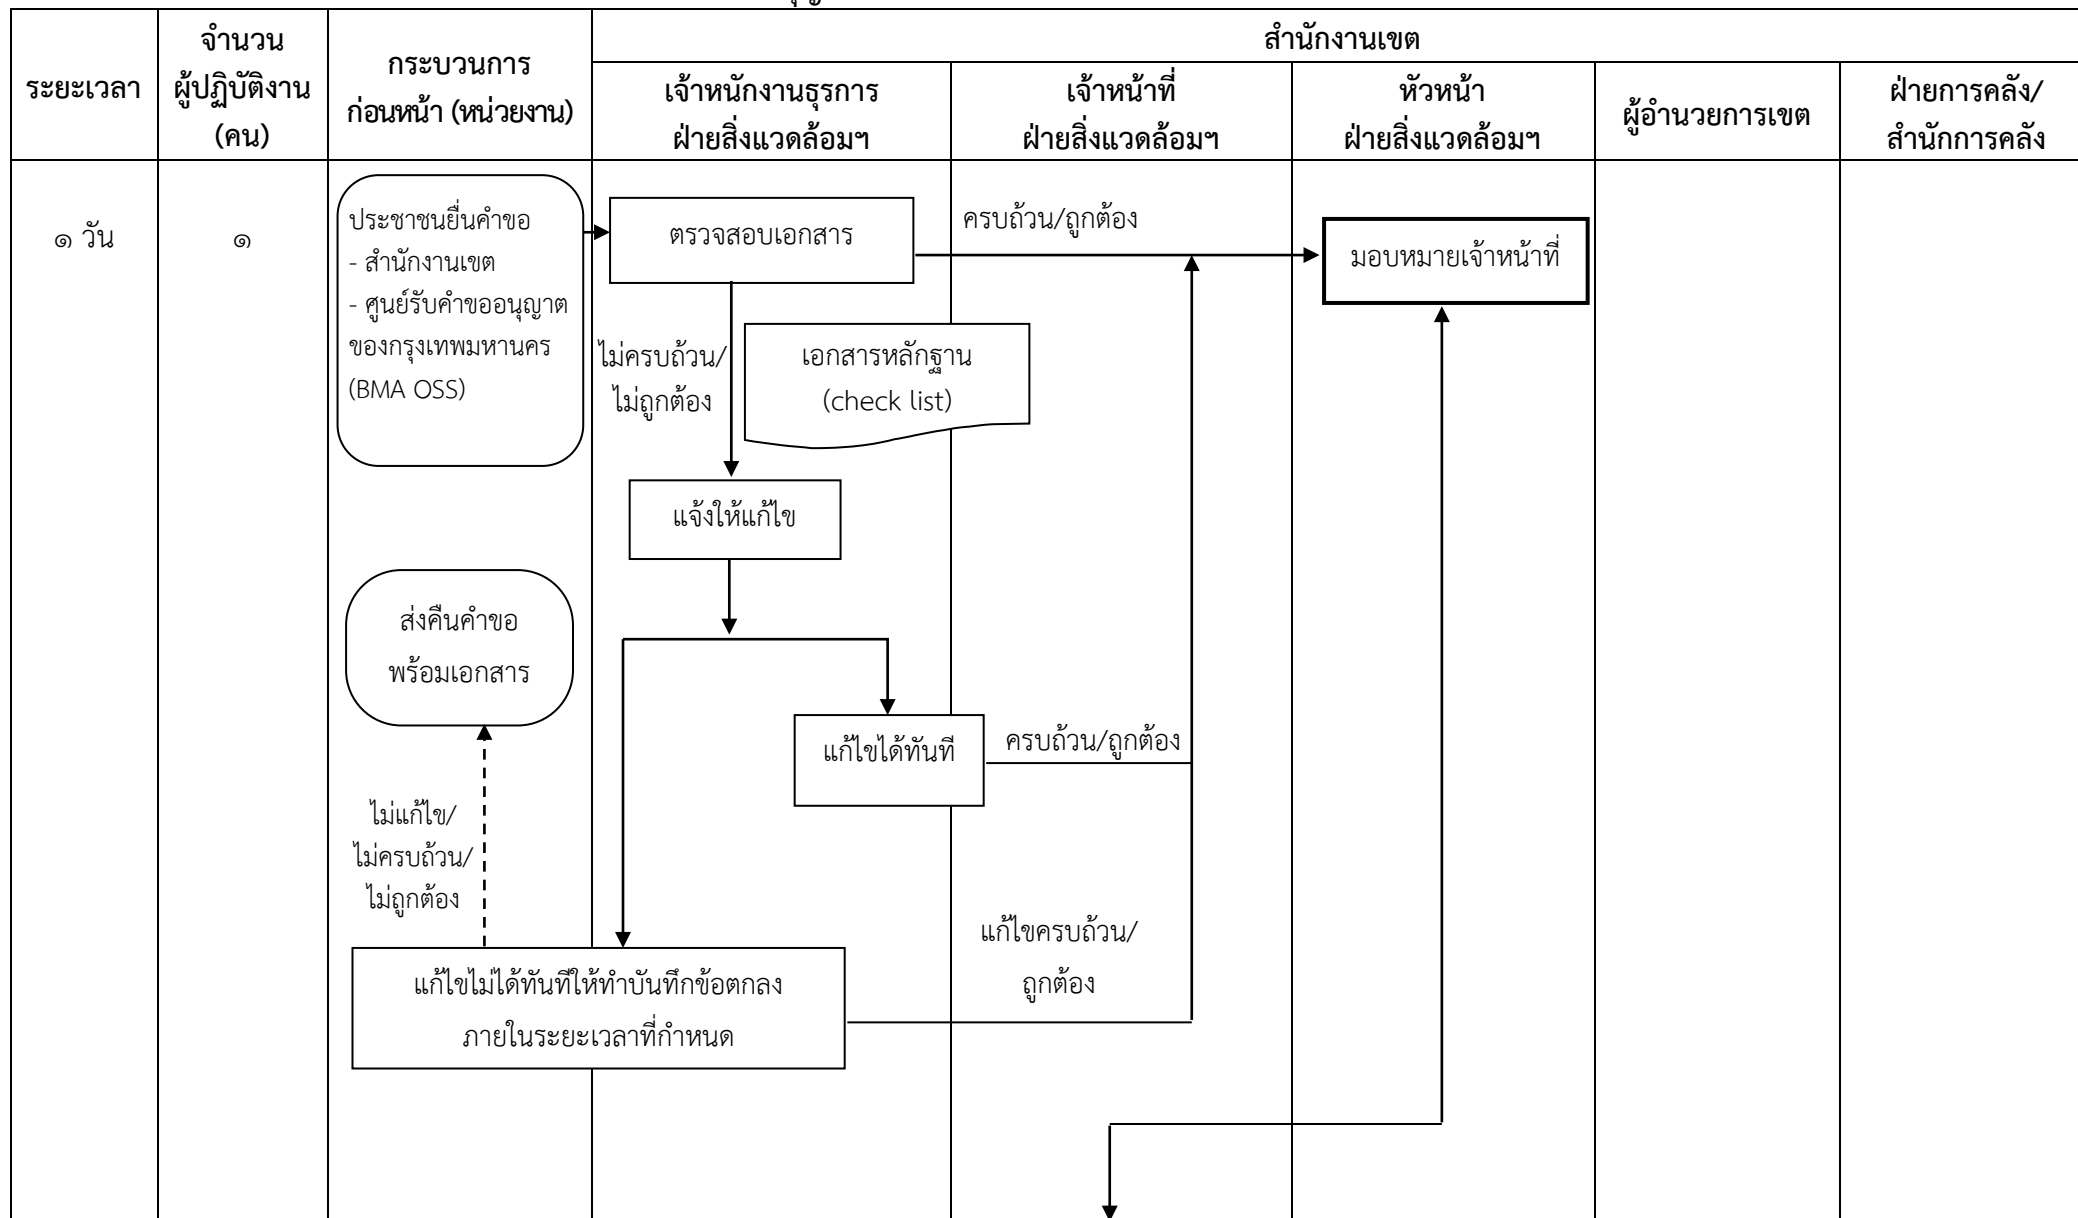 สำนักงานเขต
ระยะเวลา
จำนวน
ผู้ปฏิบัติงาน
(คน)
กระบวนการ
ก่อนหน้า (หน่วยงาน)
เจ้าหนักงานธุรการ
ฝ่ายสิ่งแวดล้อมฯ
เจ้าหน้าที่
ฝ่ายสิ่งแวดล้อมฯ
หัวหน้า
ฝ่ายสิ่งแวดล้อมฯ
ผู้อำนวยการเขต
ฝ่ายการคลัง/
สำนักการคลัง
๑ วัน
๑
ประชาชนยื่นคำขอ
- สำนักงานเขต
- ศูนย์รับคำขออนุญาต
ของกรุงเทพมหานคร
(BMA OSS)
ตรวจสอบเอกสาร
ครบถ้วน/ถูกต้อง
มอบหมายเจ้าหน้าที่
ไม่ครบถ้วน/
ไม่ถูกต้อง
เอกสารหลักฐาน
(check list)
แจ้งให้แก้ไข
ส่งคืนคำขอ
พร้อมเอกสาร
แก้ไขได้ทันที
ครบถ้วน/ถูกต้อง
ไม่แก้ไข/
ไม่ครบถ้วน/
ไม่ถูกต้อง
แก้ไขครบถ้วน/
ถูกต้อง
แก้ไขไม่ได้ทันทีให้ทำบันทึกข้อตกลง
ภายในระยะเวลาที่กำหนด